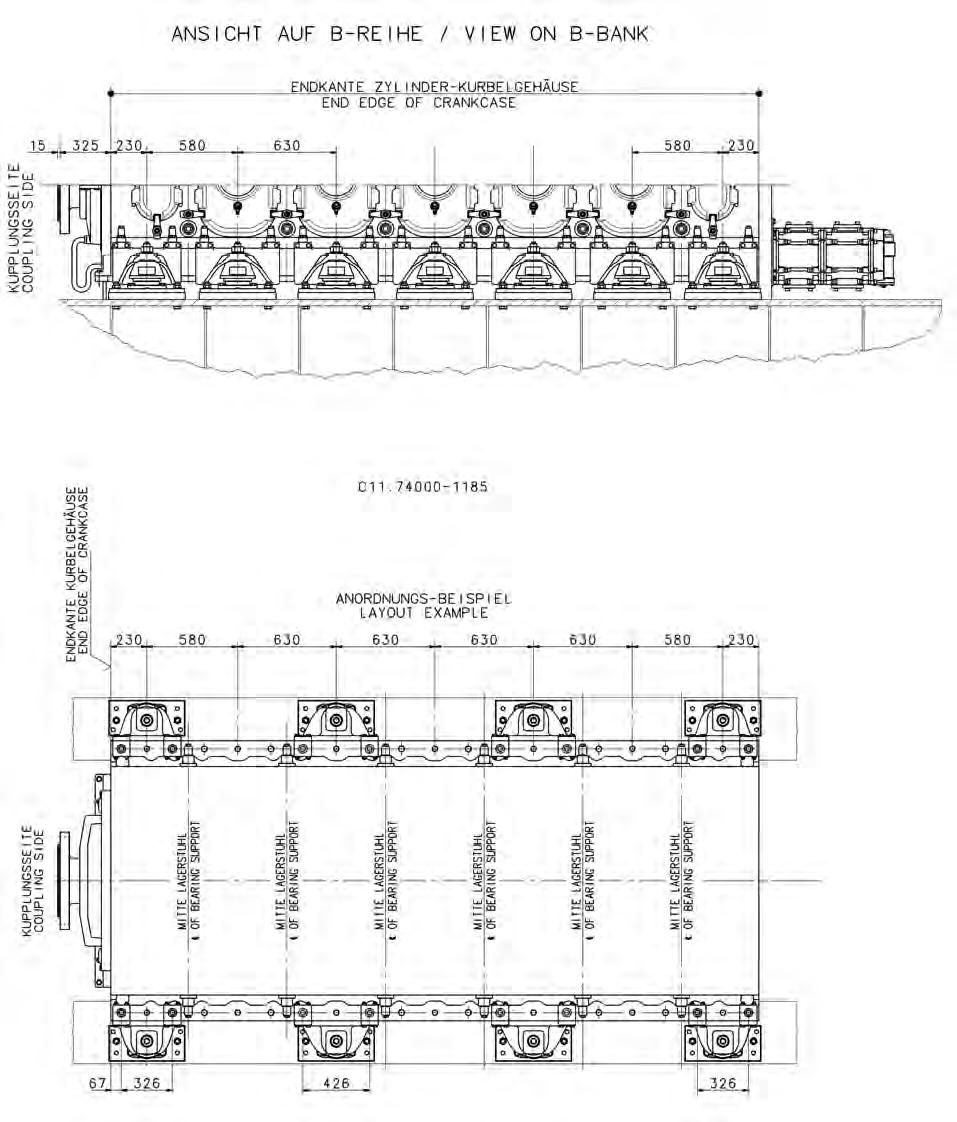 ANSICHT AUF B-REIHE / VIEW ON B-BANK
ENDKANTE ZYLINDER-KURBELGEHÄUSE
END EDGE OF CRANKCASE
15 325 230 580 630 580 230
KUPPLUNGSSEITE
COUPLING SIDE
C11.74000-1185
ENDKANTE KURBELGEHÄUSE
END EDGE OF CRANKCASE
ANORDNUNGS-BEISPIEL
LAYOUT EXAMPLE
230 580 630 630 630 630 580 230
KUPPLUNGSSEITE
COUPLING SIDE
MITTE LAGERSTUHL
℄ OF BEARING SUPPORT
MITTE LAGERSTUHL
℄ OF BEARING SUPPORT
MITTE LAGERSTUHL
℄ OF BEARING SUPPORT
MITTE LAGERSTUHL
℄ OF BEARING SUPPORT
MITTE LAGERSTUHL
℄ OF BEARING SUPPORT
MITTE LAGERSTUHL
℄ OF BEARING SUPPORT
67 326 426 326